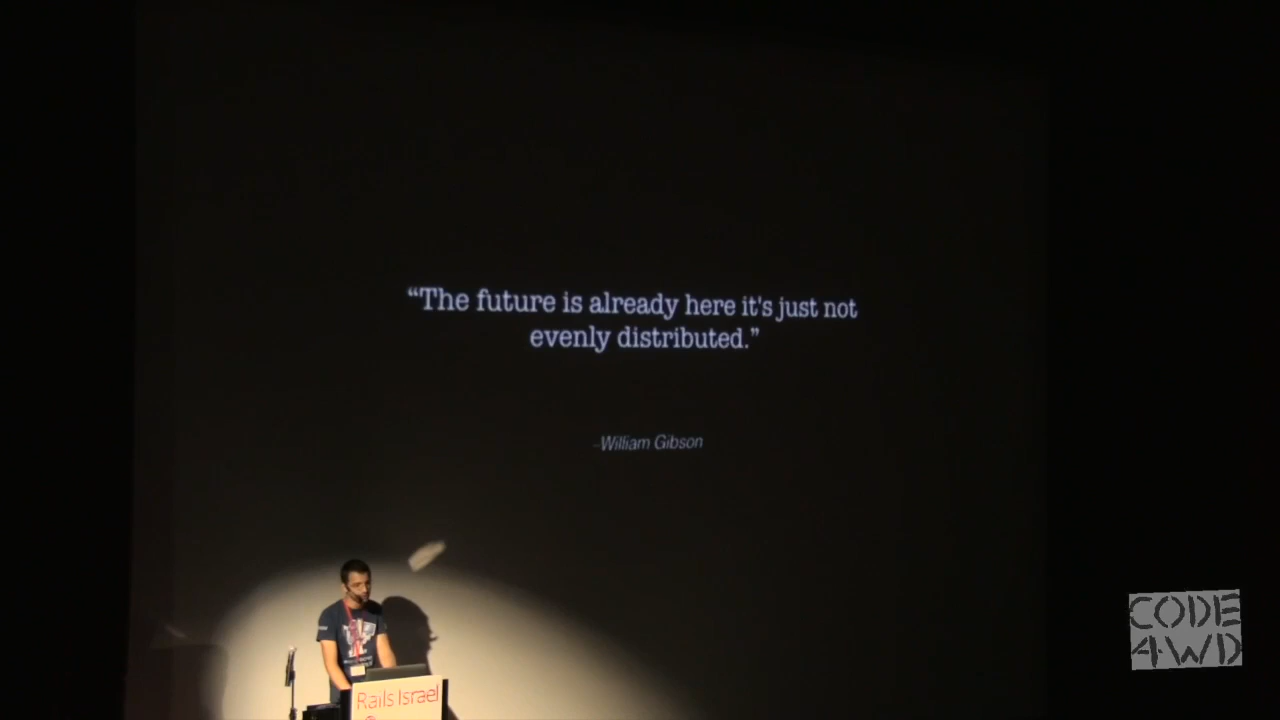 “The future is already here it's just not
evenly distributed.”
–William Gibson
Rails Israel
CODE
4WD